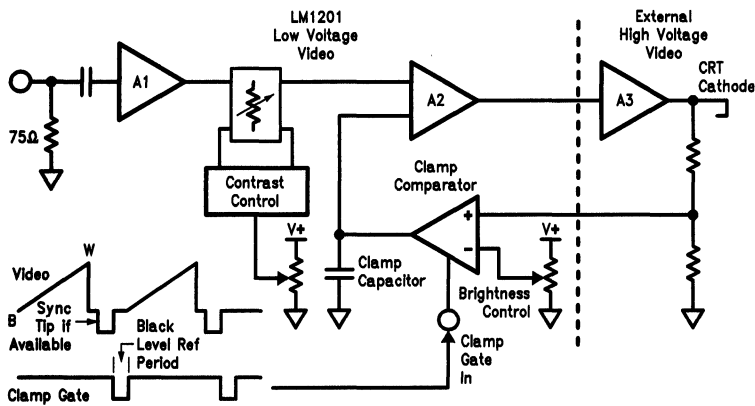 LM1201
Low Voltage
Video
External
High Voltage
Video
CRT
Cathode
A1
A2
A3
75Ω
Contrast
Control
Clamp
Comparator
+
−
V+
V+
Clamp
Capacitor
Brightness
Control
W
Video
B
Sync
Tip if
Available
Black
Level Ref
Period
Clamp
Gate
In
Clamp Gate